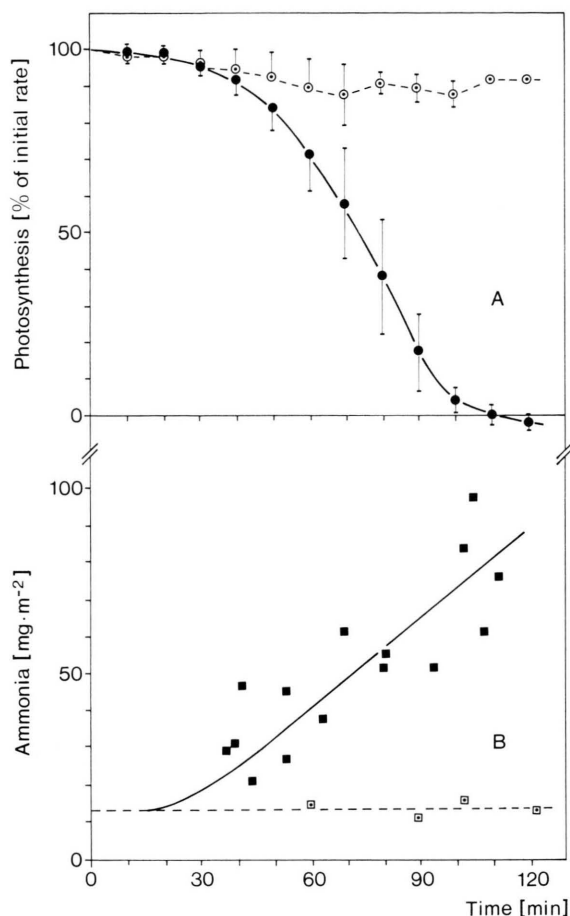 100
50
0
Photosynthesis [% of initial rate]
A
100
50
0
Ammonia [mg·m-2]
B
0 30 60 90 120
Time [min]